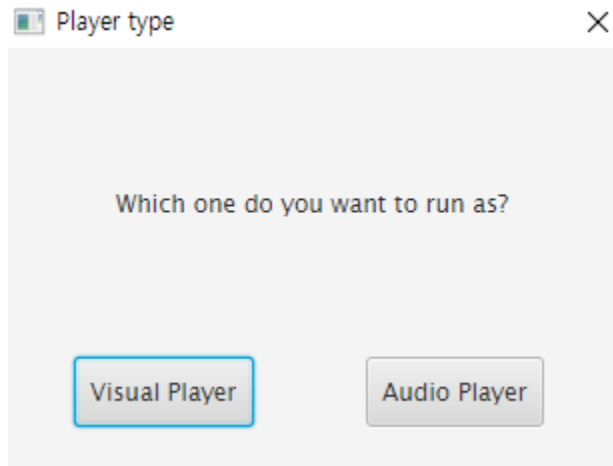 Player type
Which one do you want to run as?
Visual Player
Audio Player